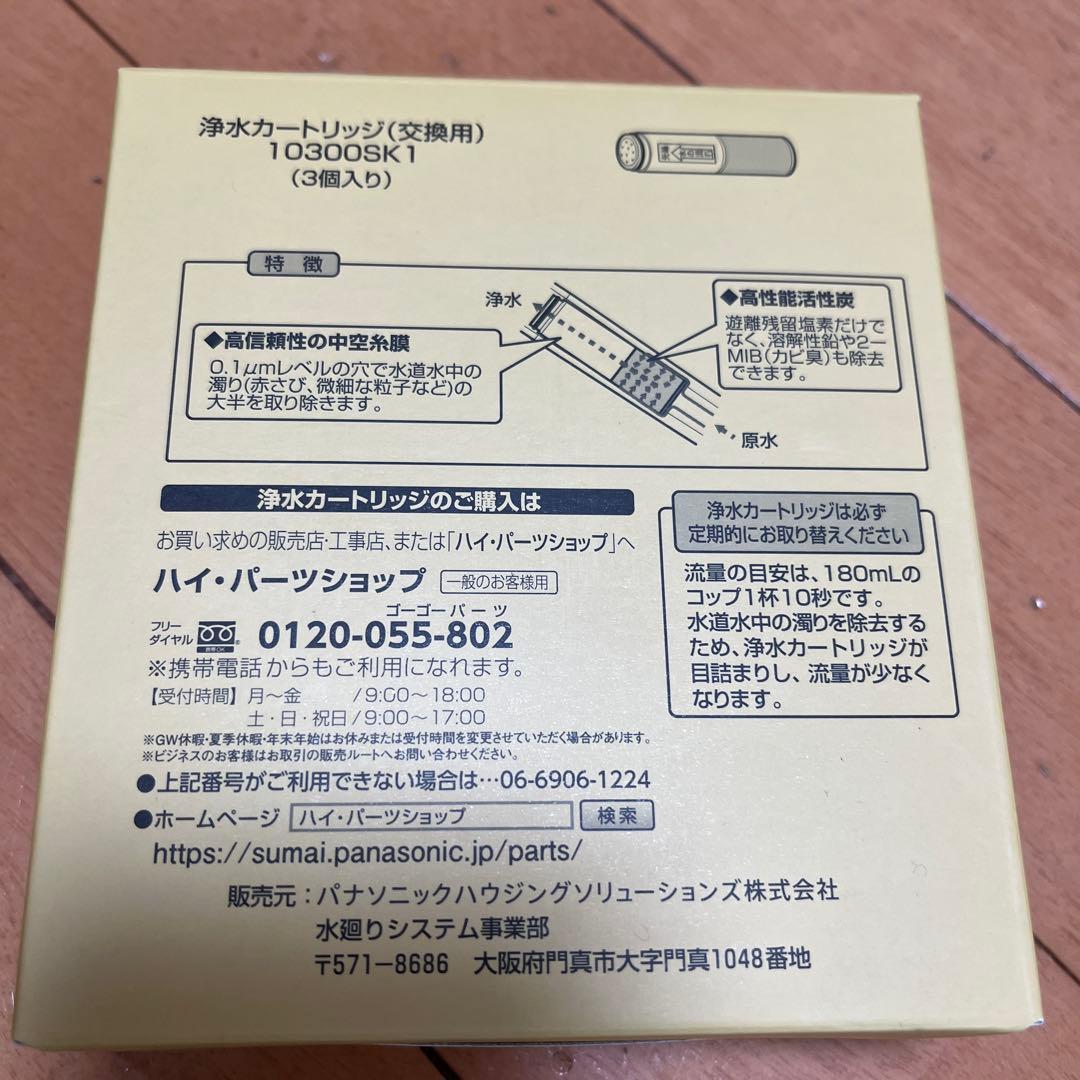 浄水カートリッジ(交換用)
10300SK1
(3個入り)
特徴
浄水
◆高性能活性炭
遊離残留塩素だけで
なく、溶解性鉛や2-
MIB(カビ臭)も除去
できます。
◆高信頼性の中空糸膜
0.1μmレベルの穴で水道水中の
濁り(赤さび、微細な粒子など)の
大半を取り除きます。
原水
浄水カートリッジのご購入は
お買い求めの販売店・工事店、または「ハイ・パーツショップ」へ
ハイ・パーツショップ 一般のお客様用
ゴーゴー パーツ
フリー
ダイヤル 0120-055-802
※携帯電話からもご利用になれます。
【受付時間】月〜金 /9:00〜18:00
土・日・祝日/9:00〜17:00
※GW休暇・夏季休暇・年末年始はお休みまたは受付時間を変更させていただく場合があります。
※ビジネスのお客様はお取引の販売ルートへお問い合わせください。
●上記番号がご利用できない場合は…06-6906-1224
●ホームページ ハイ・パーツショップ 検索
https://sumai.panasonic.jp/parts/
浄水カートリッジは必ず
定期的にお取り替えください
流量の目安は、180mLの
コップ1杯10秒です。
水道水中の濁りを除去する
ため、浄水カートリッジが
目詰まりし、流量が少なく
なります。
販売元:パナソニックハウジングソリューションズ株式会社
水廻りシステム事業部
〒571-8686 大阪府門真市大字門真1048番地